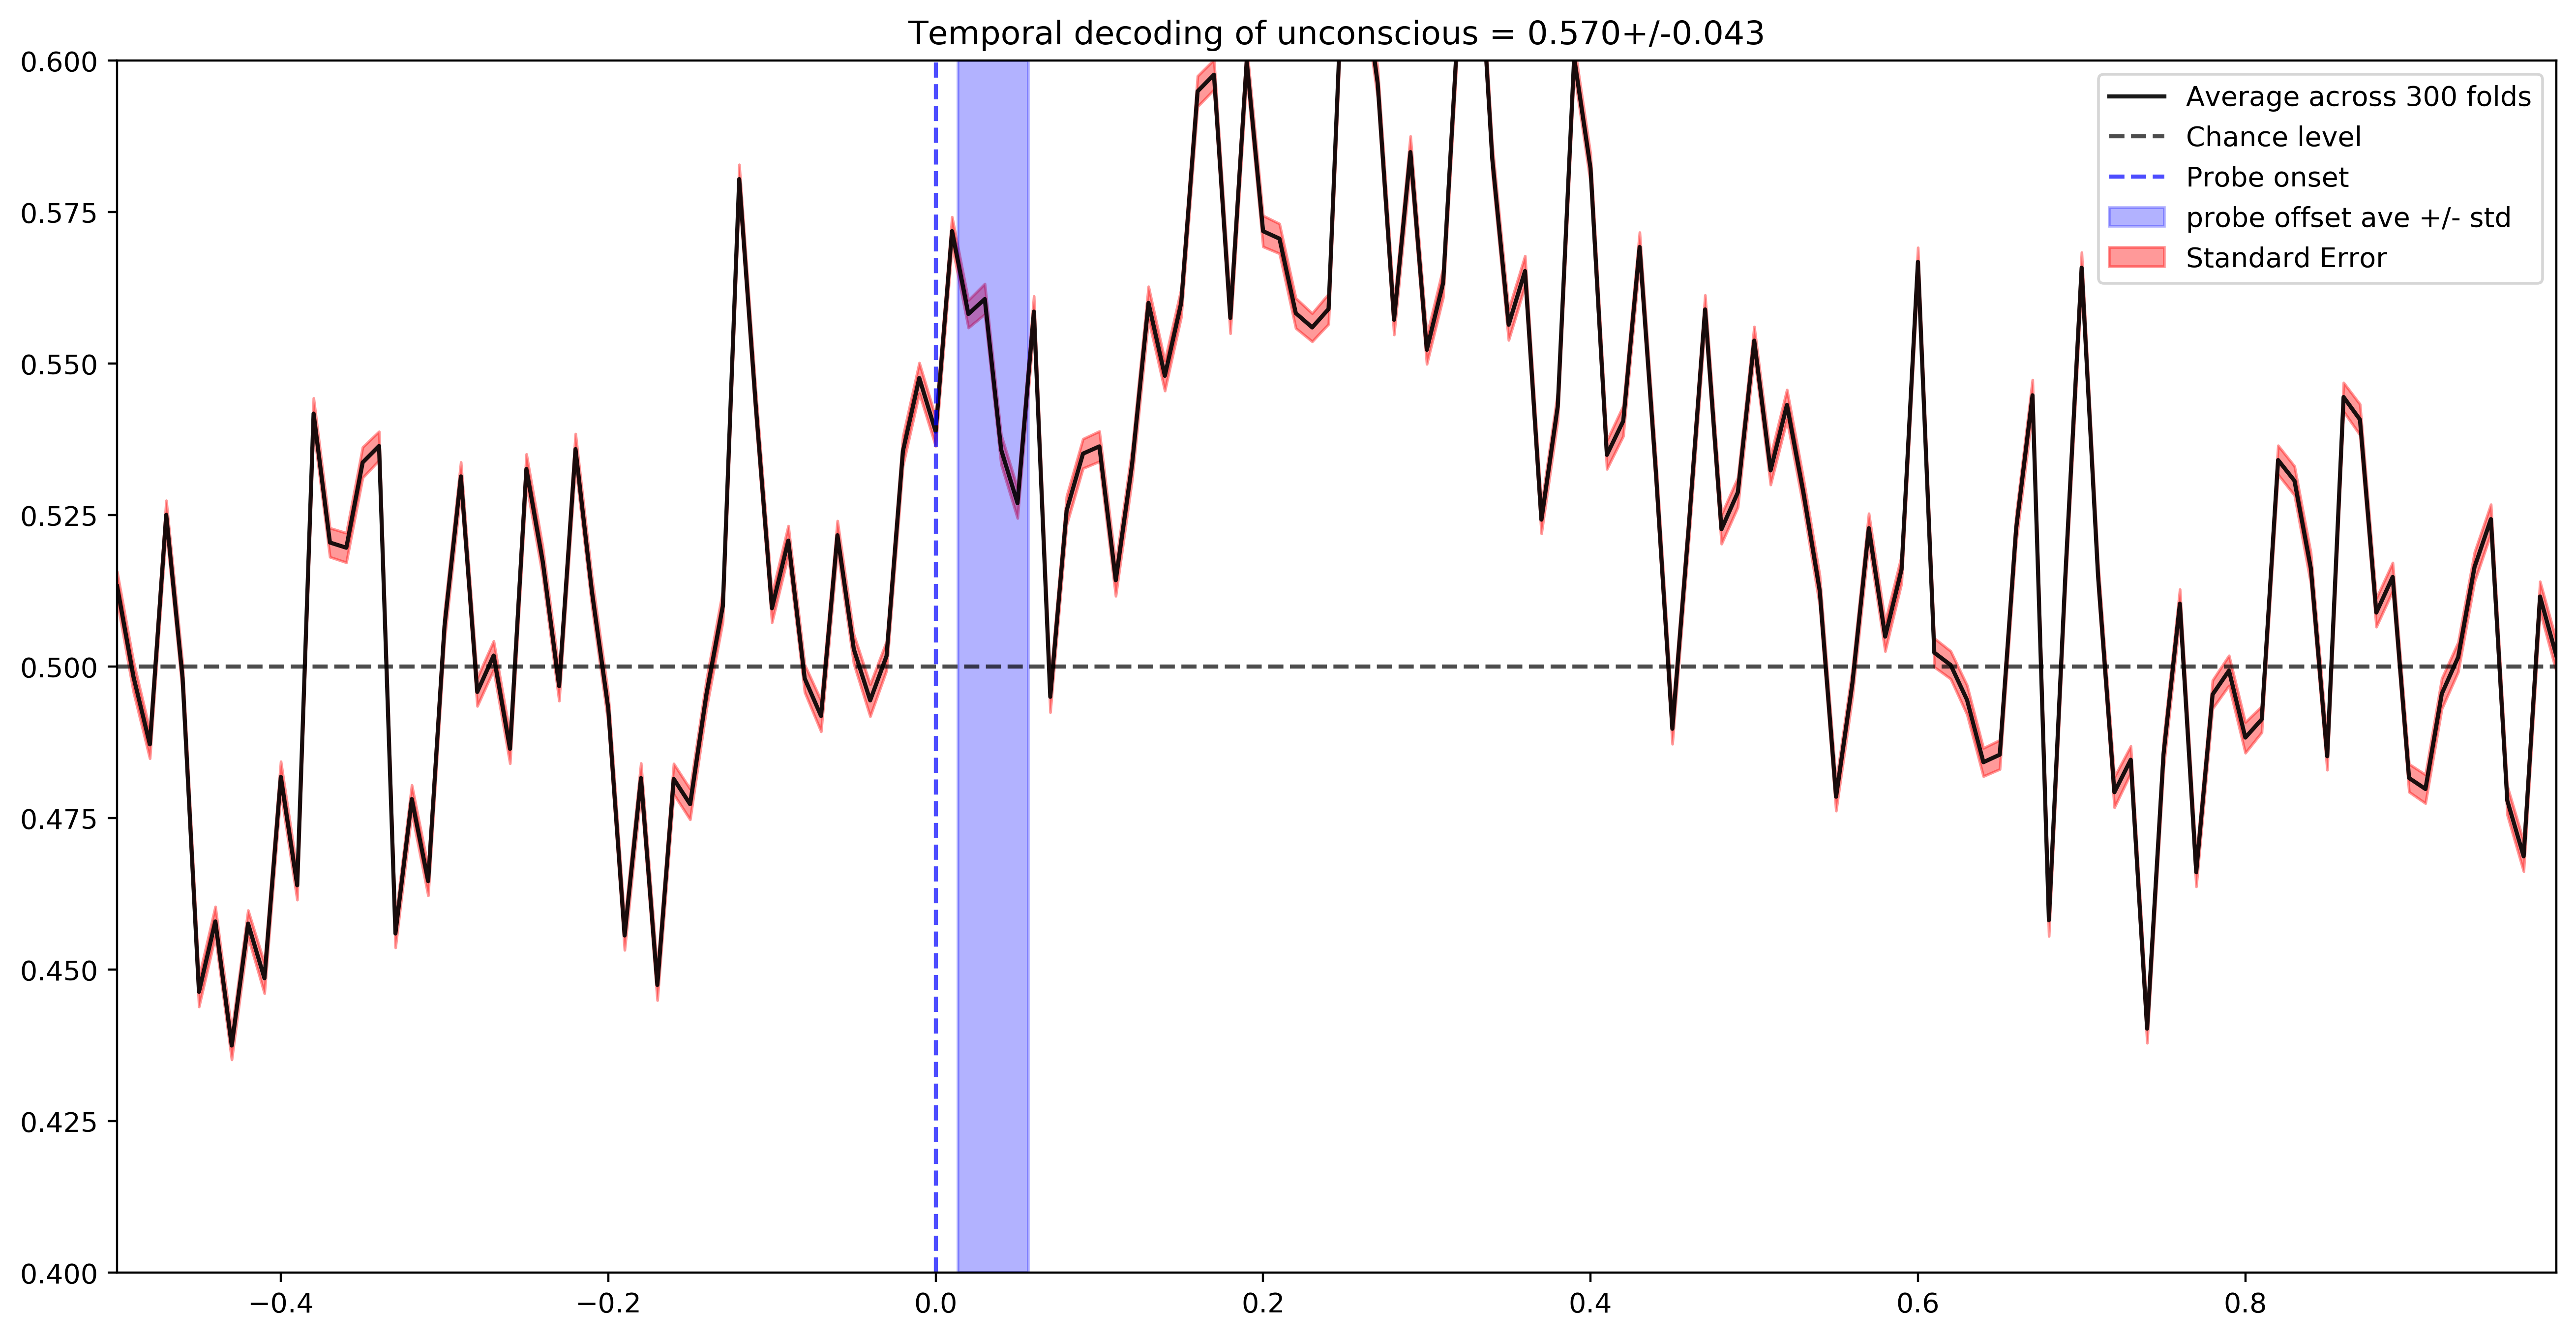 Temporal decoding of unconscious = 0.570+/-0.043
0.600
0.575
0.550
0.525
0.500
0.475
0.450
0.425
0.400
−0.4
−0.2
0.0
0.2
0.4
0.6
0.8
Average across 300 folds
Chance level
Probe onset
probe offset ave +/- std
Standard Error